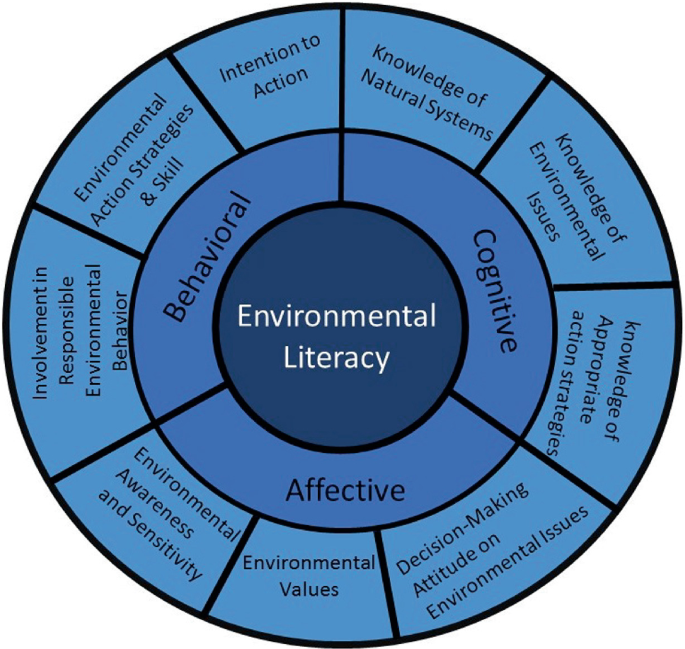 Environmental
Literacy
Cognitive
Affective
Behavioral
Knowledge of
Natural Systems
Knowledge of
Environmental
Issues
knowledge of
Appropriate
action strategies
Decision-Making
Attitude on
Environmental Issues
Environmental
Values
Environmental
Awareness
and Sensitivity
Involvement in
Responsible
Environmental
Behavior
Environmental
Action Strategies
& Skill
Intention to
Action